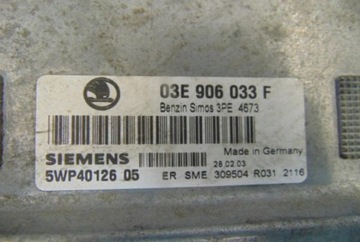 03E 906 033 F
Benzin Simos 3PE 4673
SIEMENS
Made in Germany
28.02.03
5WP40126 05
ER SME 309504 R031 2116